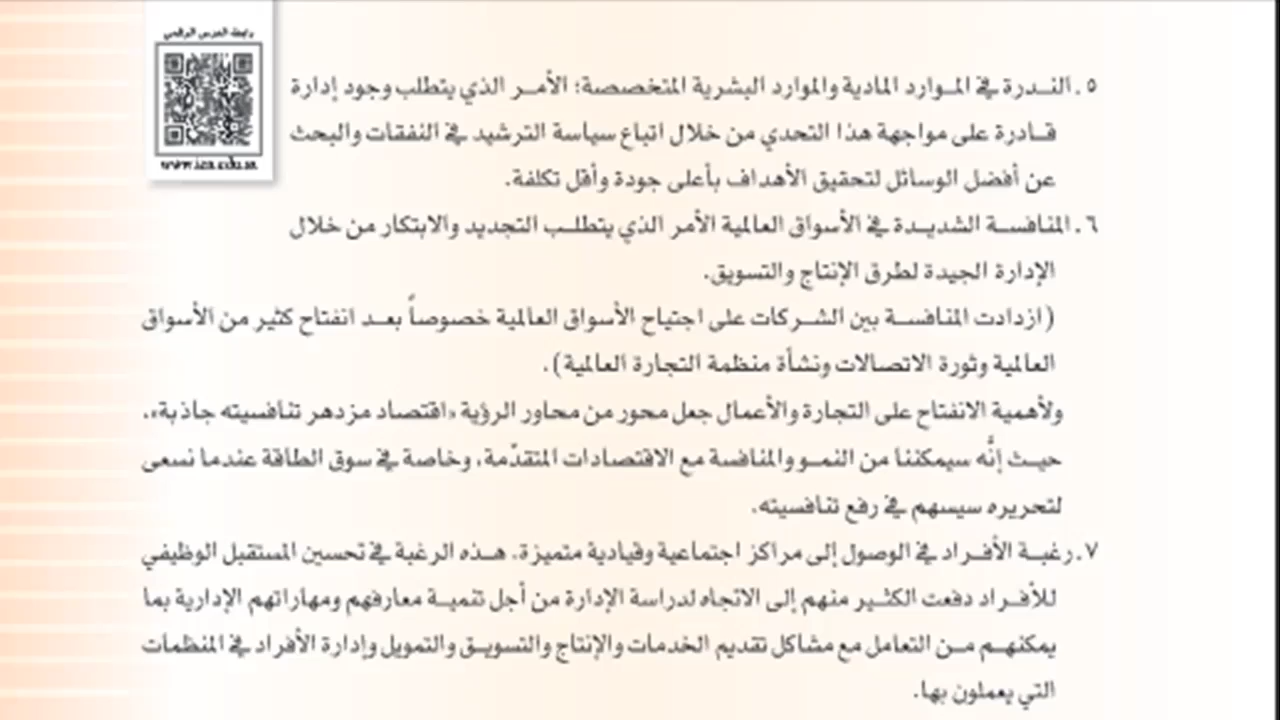 رابطة الدرس الرقمي
www.ien.edu.sa
٥. الندرة في الموارد المادية والموارد البشرية المتخصصة؛ الأمر الذي يتطلب وجود إدارة
قادرة على مواجهة هذا التحدي من خلال اتباع سياسة الترشيد في النفقات والبحث
عن أفضل الوسائل لتحقيق الأهداف بأعلى جودة وأقل تكلفة.
٦. المنافسة الشديدة في الأسواق العالمية الأمر الذي يتطلب التجديد والابتكار من خلال
الإدارة الجيدة لطرق الإنتاج والتسويق.
(ازدادت المنافسة بين الشركات على اجتياح الأسواق العالمية خصوصاً بعد انفتاح كثير من الأسواق
العالمية وثورة الاتصالات ونشأة منظمة التجارة العالمية).
ولأهمية الانفتاح على التجارة والأعمال جعل محور من محاور الرؤية «اقتصاد مزدهر تنافسيته جاذبة»،
حيث إنَّه سيمكننا من النمو والمنافسة مع الاقتصادات المتقدّمة، وخاصة في سوق الطاقة عندما نسعى
لتحريره سيسهم في رفع تنافسيته.
٧. رغبة الأفراد في الوصول إلى مراكز اجتماعية وقيادية متميزة. هذه الرغبة في تحسين المستقبل الوظيفي
للأفراد دفعت الكثير منهم إلى الاتجاه لدراسة الإدارة من أجل تنمية معارفهم ومهاراتهم الإدارية بما
يمكنهم من التعامل مع مشاكل تقديم الخدمات والإنتاج والتسويق والتمويل وإدارة الأفراد في المنظمات
التي يعملون بها.